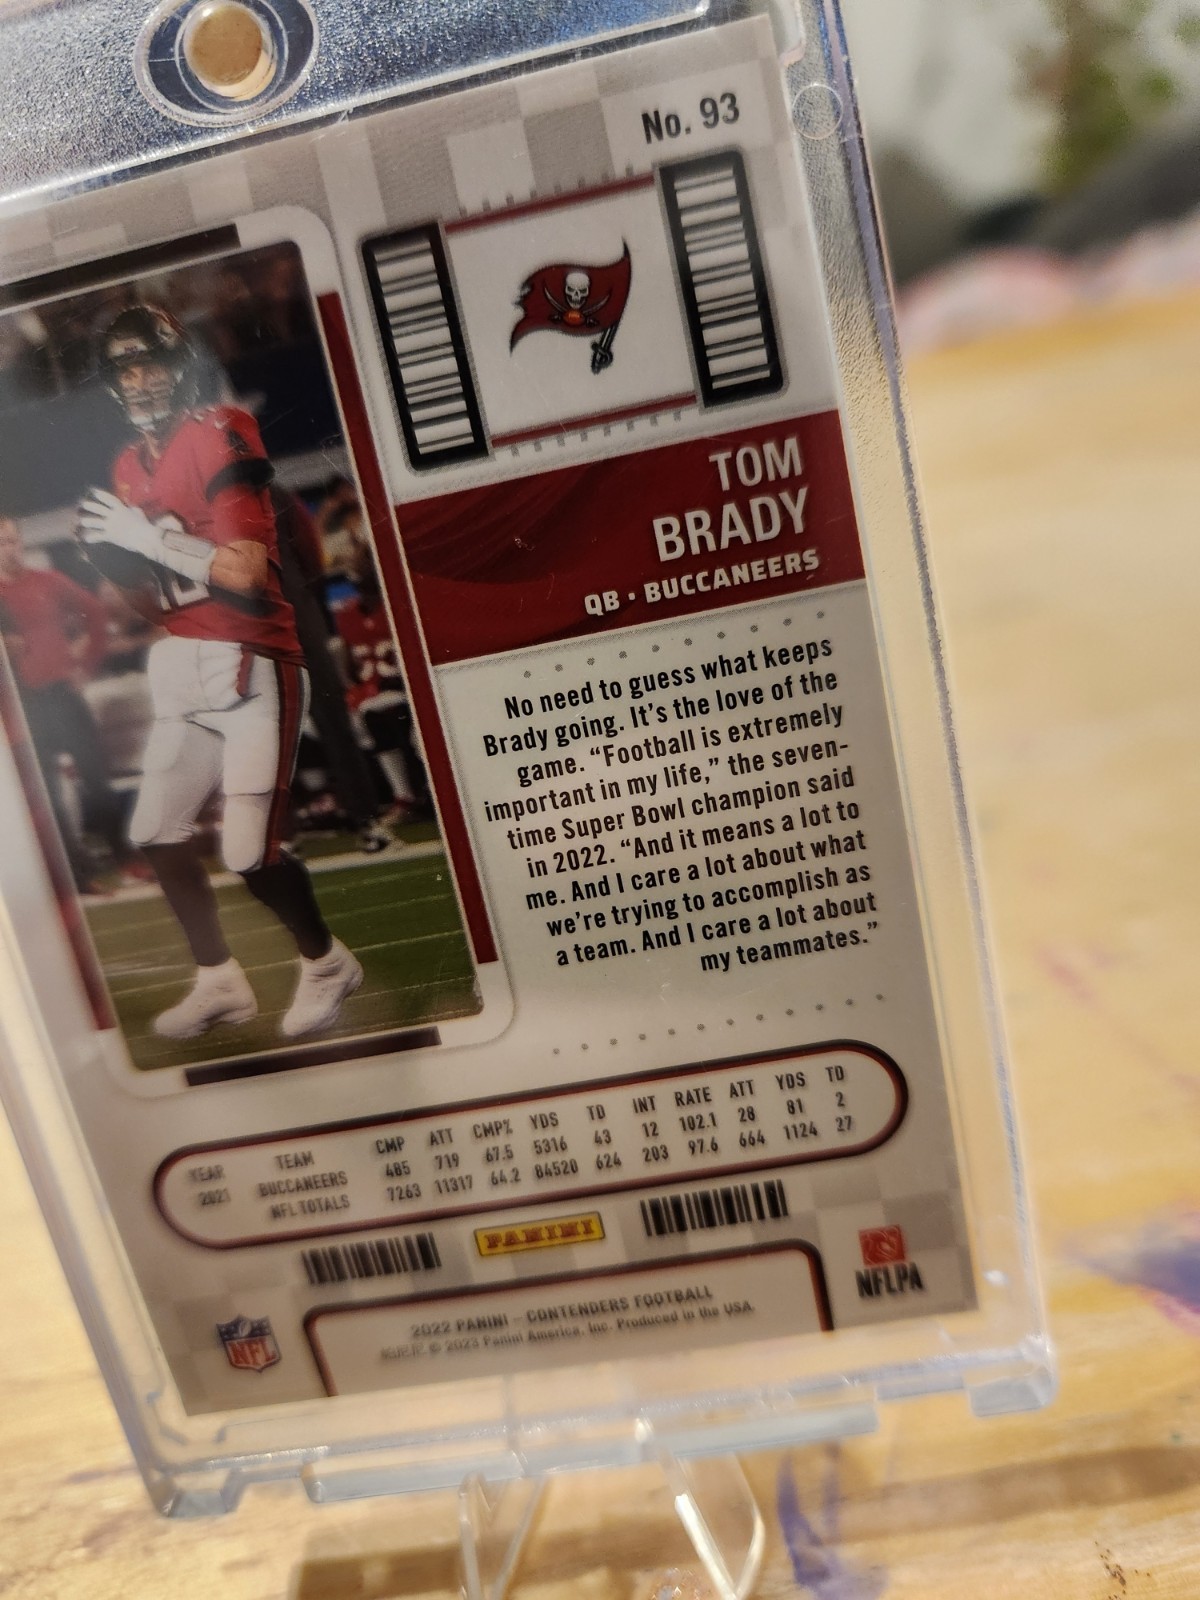 No. 93
TOM
BRADY
QB • BUCCANEERS
No need to guess what keeps
Brady going. It's the love of the
game. “Football is extremely
important in my life,” the seven-
time Super Bowl champion said
in 2022. “And it means a lot to
me. And I care a lot about what
we're trying to accomplish as
a team. And I care a lot about
my teammates.”
YEAR TEAM CMP ATT CMP% YDS TD INT RATE ATT YDS TD
2021 BUCCANEERS 485 719 67.5 5316 43 12 102.1 28 81 2
NFL TOTALS 7263 11317 64.2 84520 624 203 97.6 664 1124 27
PANINI
NFL
NFLPA
2022 PANINI – CONTENDERS FOOTBALL
© 2023 Panini America, Inc. Produced in the USA.